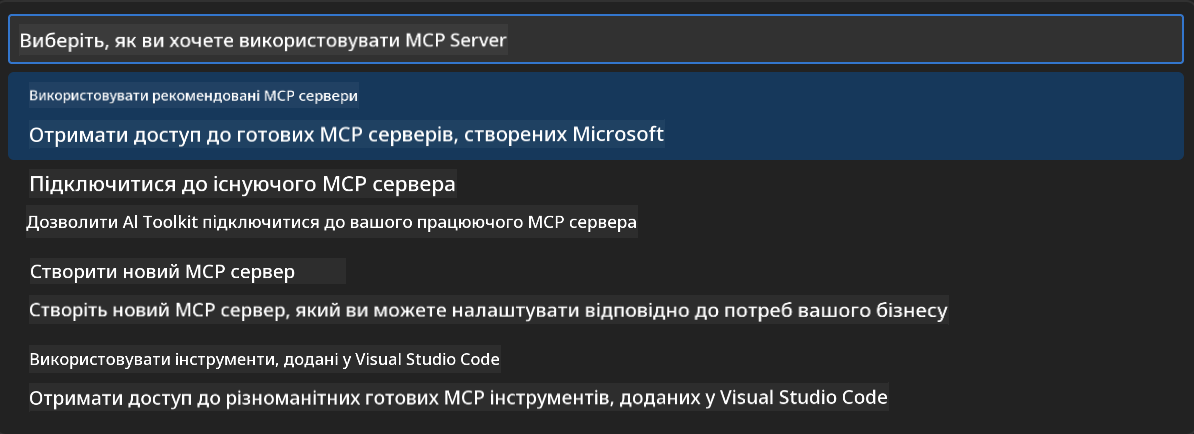 Виберіть, як ви хочете використовувати MCP Server
Використовувати рекомендовані MCP сервери
Отримати доступ до готових MCP серверів, створених Microsoft
Підключитися до існуючого MCP сервера
Дозволити AI Toolkit підключитися до вашого працюючого MCP сервера
Створити новий MCP сервер
Створіть новий MCP сервер, який ви можете налаштувати відповідно до потреб вашого бізнесу
Використовувати інструменти, додані у Visual Studio Code
Отримати доступ до різноманітних готових MCP інструментів, доданих у Visual Studio Code